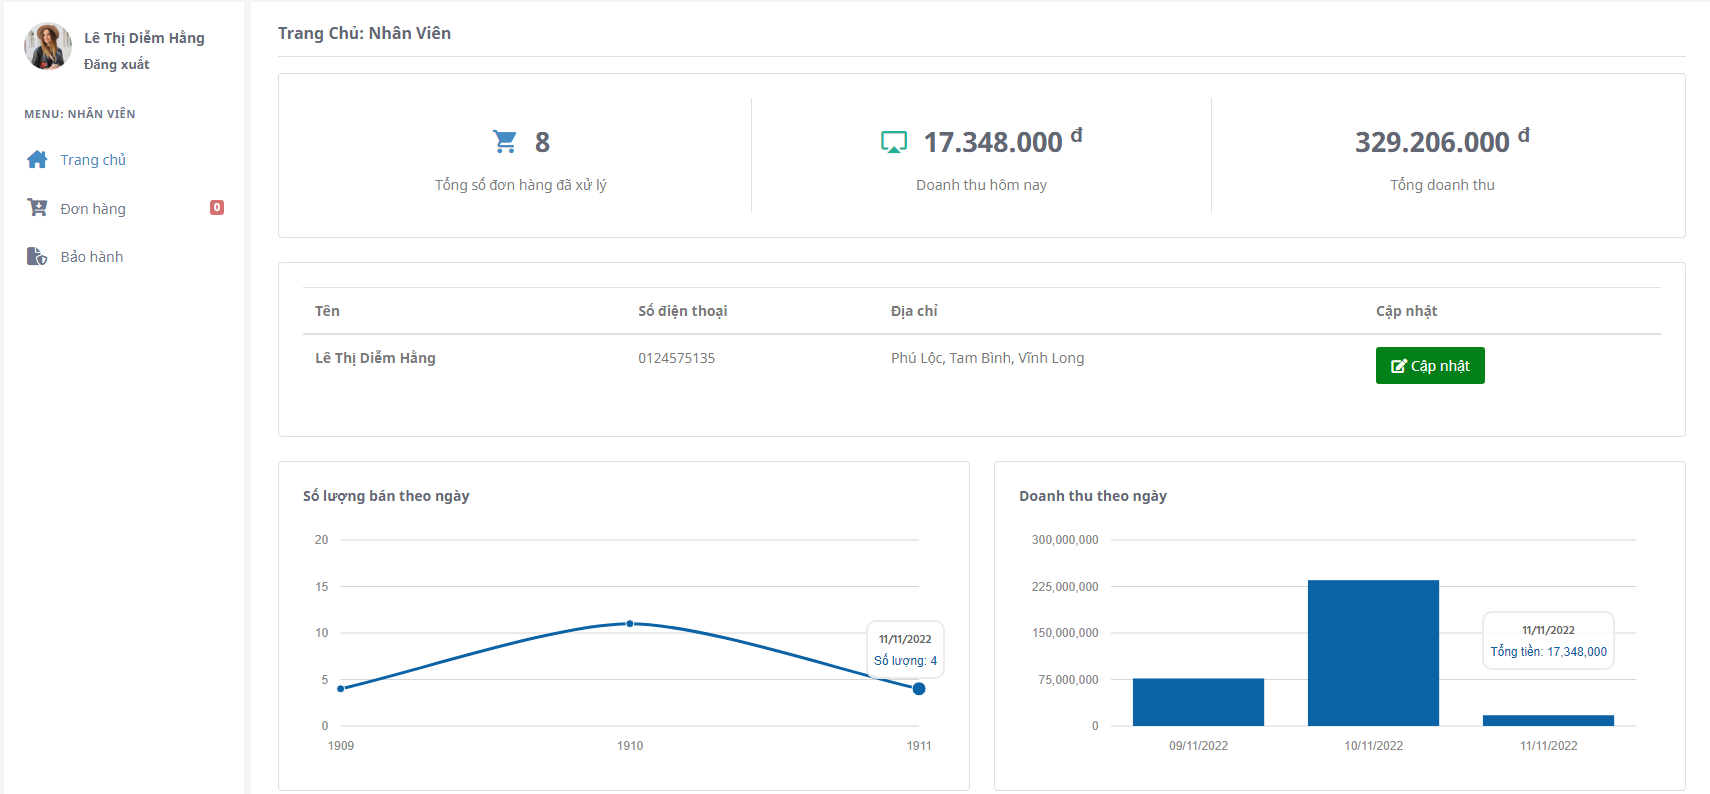 Lê Thị Diễm Hằng
Đăng xuất
MENU: NHÂN VIÊN
Trang chủ
Đơn hàng
0
Bảo hành
Trang Chủ: Nhân Viên
8
Tổng số đơn hàng đã xử lý
17.348.000 đ
Doanh thu hôm nay
329.206.000 đ
Tổng doanh thu
Tên Số điện thoại Địa chỉ Cập nhật
Lê Thị Diễm Hằng 0124575135 Phú Lộc, Tam Bình, Vĩnh Long Cập nhật
Số lượng bán theo ngày
20
15
10
5
0
1909 1910 1911
11/11/2022
Số lượng: 4
Doanh thu theo ngày
300,000,000
225,000,000
150,000,000
75,000,000
0
09/11/2022 10/11/2022 11/11/2022
11/11/2022
Tổng tiền: 17,348,000